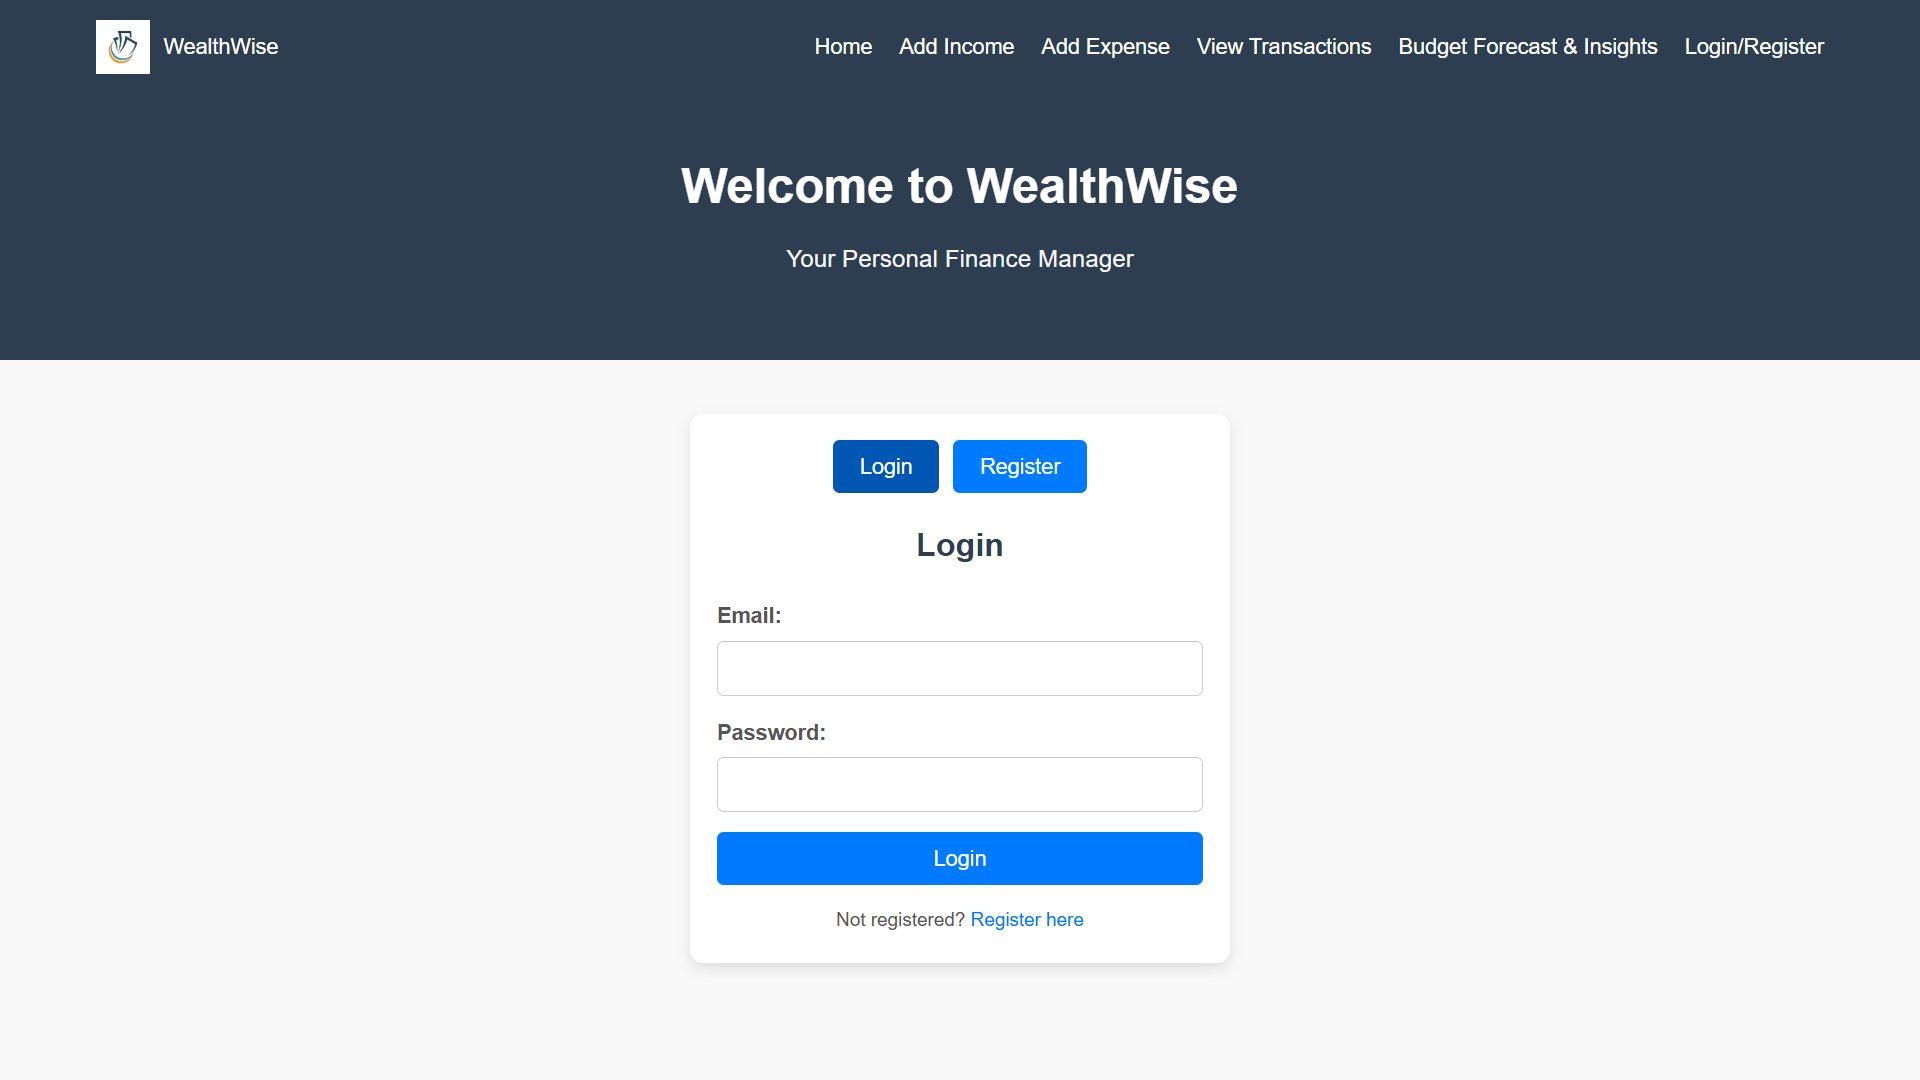 WealthWise
Home Add Income Add Expense View Transactions Budget Forecast & Insights Login/Register
Welcome to WealthWise
Your Personal Finance Manager
Login Register
Login
Email:
Password:
Login
Not registered? Register here